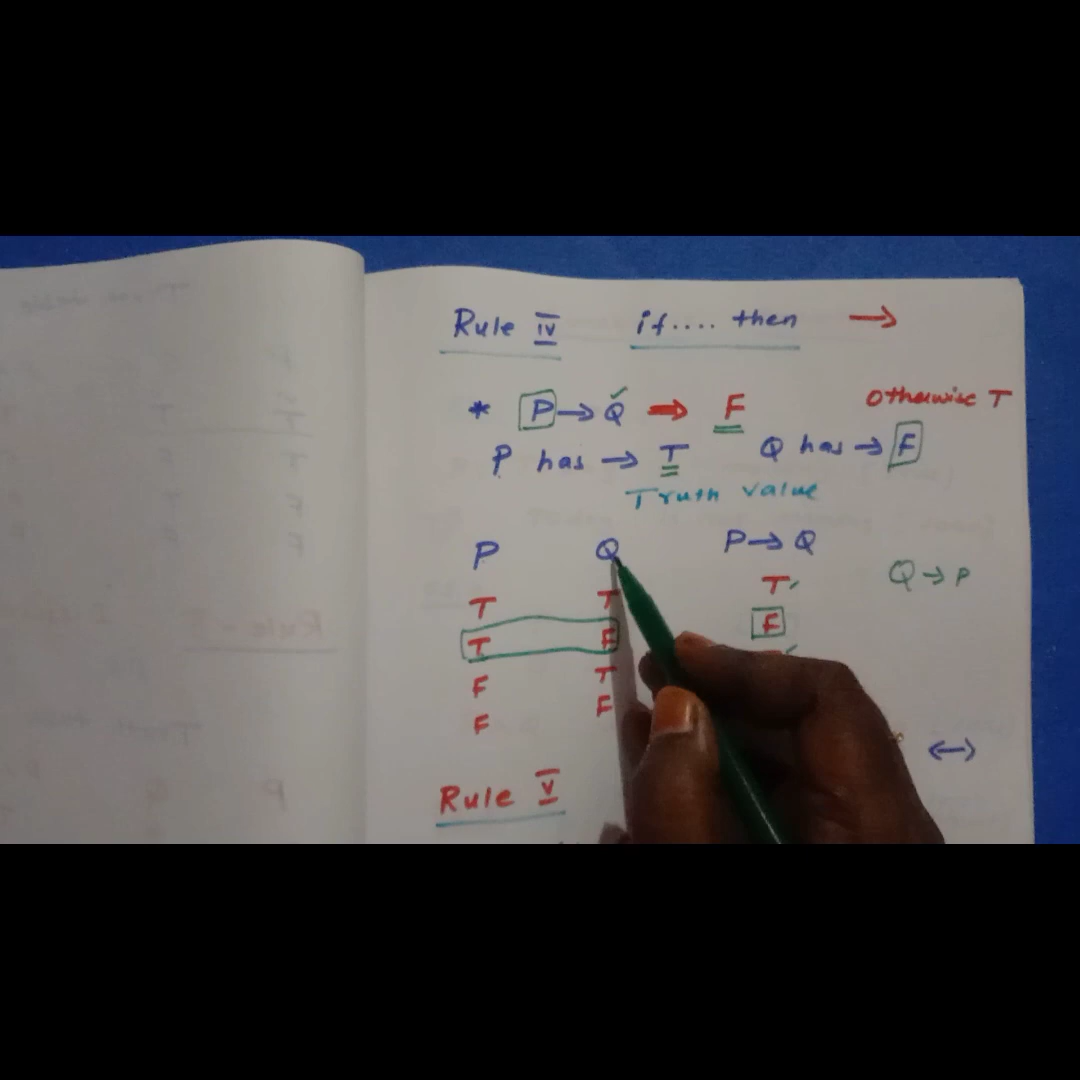 Rule IV if.... then →
* P → Q ✓ ➡ F Otherwise T
P has → T Q has → F
Truth value
P Q P → Q
Q → P
T T T
T F F
F T
F F
↔
Rule V